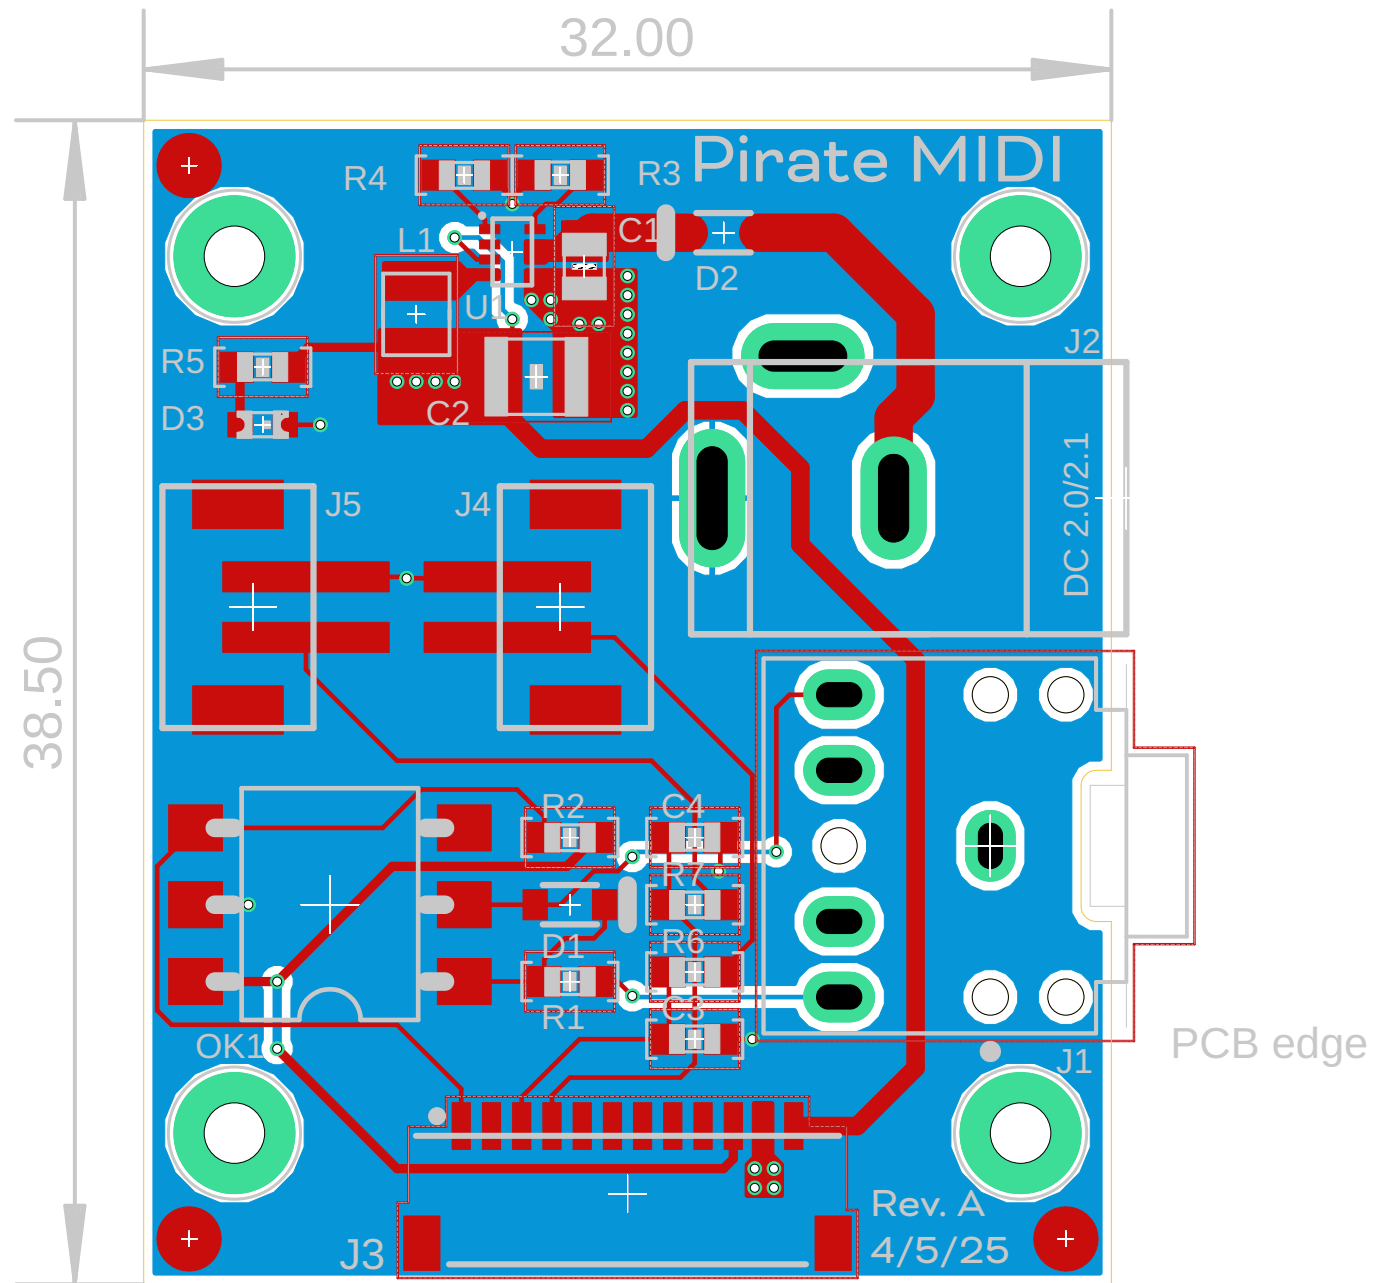 32.00
Pirate MIDI
R4
R3
C1
L1
D2
U1
J2
R5
D3
C2
DC 2.0/2.1
J5
J4
38.50
R2
C4
R7
D1
R6
R1
C3
OK1
PCB edge
J1
Rev. A
J3
4/5/25